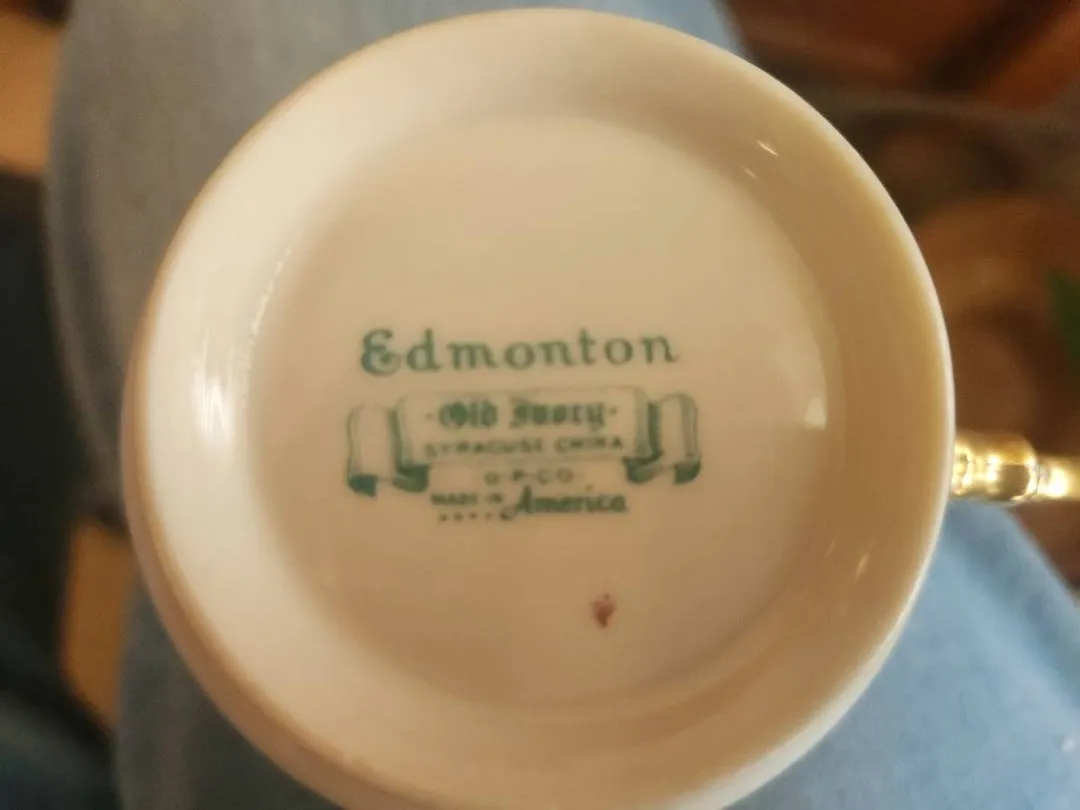 Edmonton
·Old Ivory·
SYRACUSE CHINA
O·P·CO·
MADE IN America